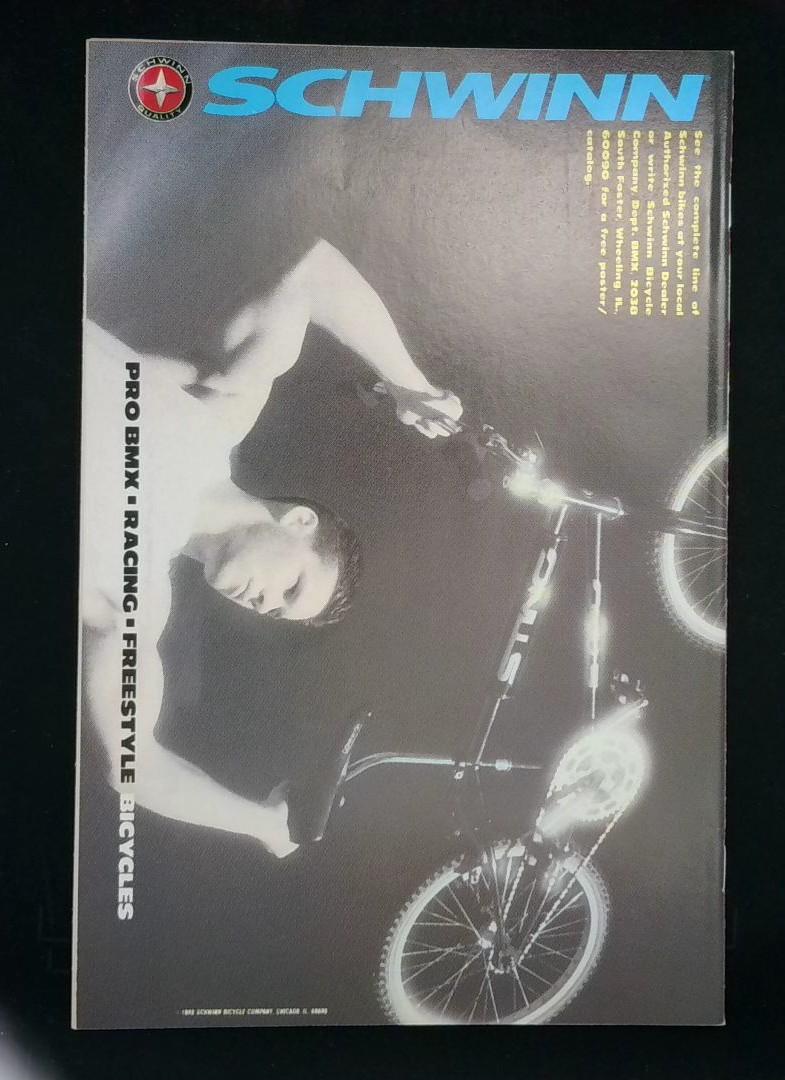 SCHWINN
QUALITY
SCHWINN
See the complete line of
Schwinn bikes at your local
Authorized Schwinn Dealer
or write Schwinn Bicycle
Company, Dept. BMX, 2038
South Foster, Wheeling, IL.
60090 for a free poster/
catalog.
STING
PRO BMX ▪ RACING ▪ FREESTYLE BICYCLES
SCHWINN BICYCLE COMPANY, CHICAGO IL